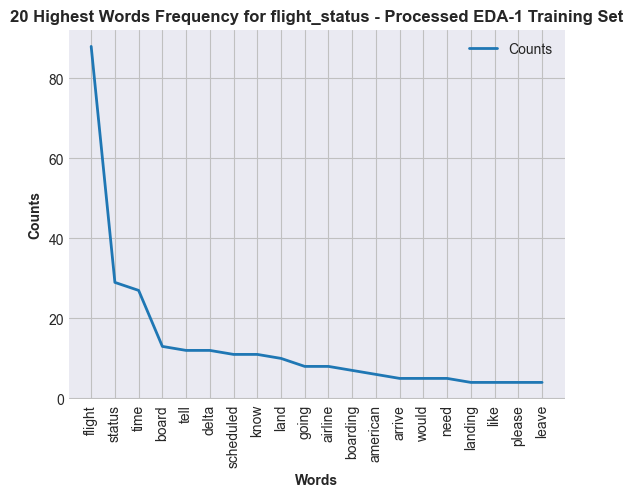 20 Highest Words Frequency for flight_status - Processed EDA-1 Training Set
Counts
Counts
80
60
40
20
0
flight
status
time
board
tell
delta
scheduled
know
land
going
airline
boarding
american
arrive
would
need
landing
like
please
leave
Words